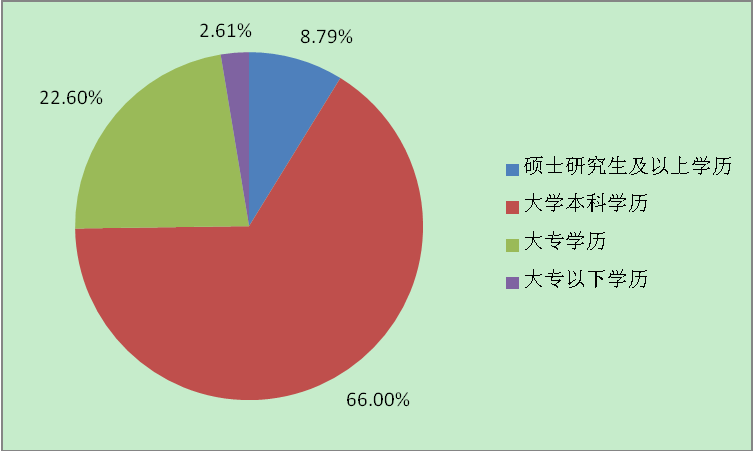 2.61%
8.79%
22.60%
66.00%
硕士研究生及以上学历
大学本科学历
大专学历
大专以下学历